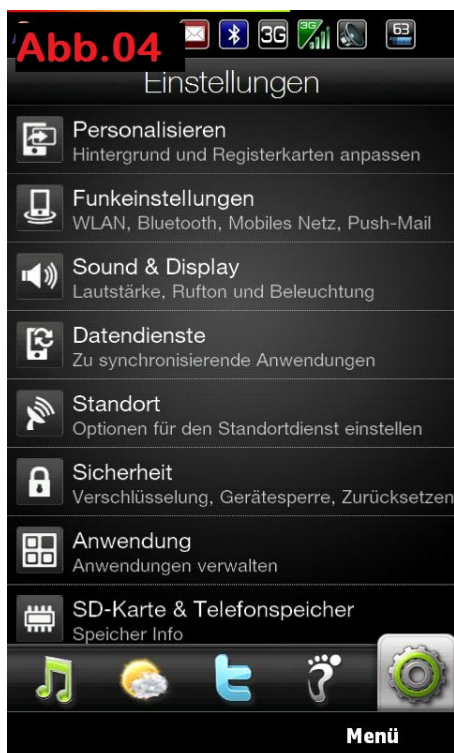 Abb.04
3G
3G
63
Einstellungen
Personalisieren
Hintergrund und Registerkarten anpassen
Funkeinstellungen
WLAN, Bluetooth, Mobiles Netz, Push-Mail
Sound & Display
Lautstärke, Rufton und Beleuchtung
Datendienste
Zu synchronisierende Anwendungen
Standort
Optionen für den Standortdienst einstellen
Sicherheit
Verschlüsselung, Gerätesperre, Zurücksetzen
Anwendung
Anwendungen verwalten
SD-Karte & Telefonspeicher
Speicher Info
Menü